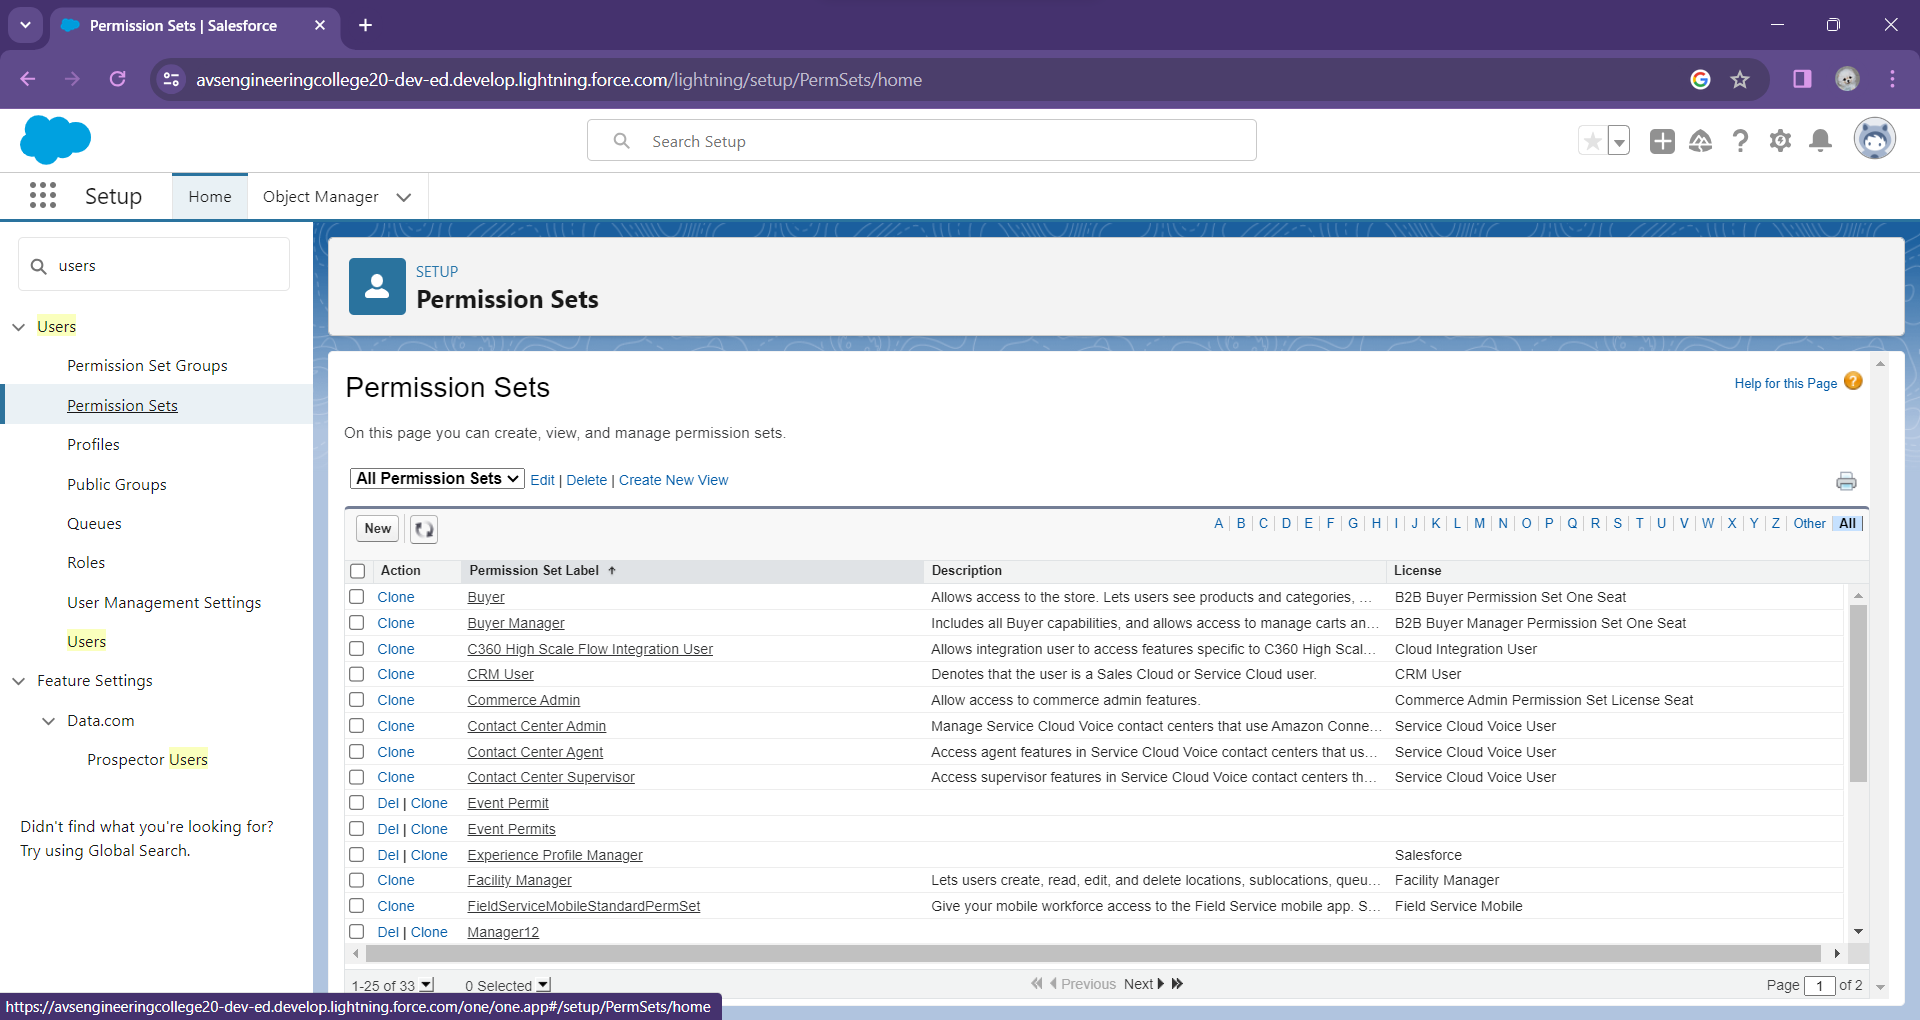 Permission Sets | Salesforce
avsengineeringcollege20-dev-ed.develop.lightning.force.com/lightning/setup/PermSets/home
Search Setup
Setup
Home
Object Manager
users
Users
Permission Set Groups
Permission Sets
Profiles
Public Groups
Queues
Roles
User Management Settings
Users
Feature Settings
Data.com
Prospector Users
Didn't find what you're looking for?
Try using Global Search.
SETUP
Permission Sets
Permission Sets
Help for this Page ?
On this page you can create, view, and manage permission sets.
All Permission Sets Edit | Delete | Create New View
New
A | B | C | D | E | F | G | H | I | J | K | L | M | N | O | P | Q | R | S | T | U | V | W | X | Y | Z | Other | All
Action Permission Set Label Description License
Clone Buyer Allows access to the store. Lets users see products and categories, ... B2B Buyer Permission Set One Seat
Clone Buyer Manager Includes all Buyer capabilities, and allows access to manage carts an... B2B Buyer Manager Permission Set One Seat
Clone C360 High Scale Flow Integration User Allows integration user to access features specific to C360 High Scal... Cloud Integration User
Clone CRM User Denotes that the user is a Sales Cloud or Service Cloud user. CRM User
Clone Commerce Admin Allow access to commerce admin features. Commerce Admin Permission Set License Seat
Clone Contact Center Admin Manage Service Cloud Voice contact centers that use Amazon Conne... Service Cloud Voice User
Clone Contact Center Agent Access agent features in Service Cloud Voice contact centers that us... Service Cloud Voice User
Clone Contact Center Supervisor Access supervisor features in Service Cloud Voice contact centers th... Service Cloud Voice User
Del | Clone Event Permit
Del | Clone Event Permits
Del | Clone Experience Profile Manager Salesforce
Clone Facility Manager Lets users create, read, edit, and delete locations, sublocations, queu... Facility Manager
Clone FieldServiceMobileStandardPermSet Give your mobile workforce access to the Field Service mobile app. S... Field Service Mobile
Del | Clone Manager12
1-25 of 33 0 Selected Previous Next Page 1 of 2
https://avsengineeringcollege20-dev-ed.develop.lightning.force.com/one/one.app#/setup/PermSets/home